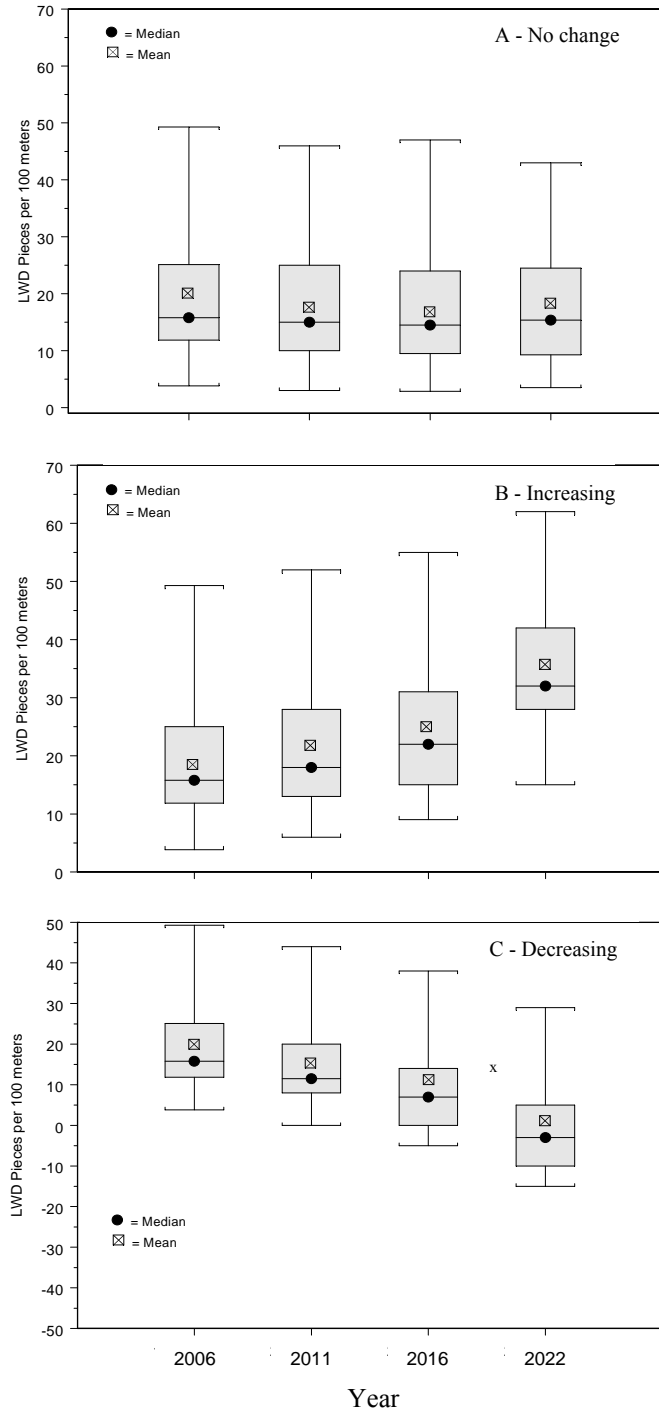 70
A - No change
● = Median
⊠ = Mean
60
50
40
30
20
10
0
LWD Pieces per 100 meters
70
B - Increasing
● = Median
⊠ = Mean
60
50
40
30
20
10
0
LWD Pieces per 100 meters
50
C - Decreasing
40
30
20
10
x
0
-10
-20
● = Median
⊠ = Mean
-30
-40
-50
LWD Pieces per 100 meters
2006 2011 2016 2022
Year